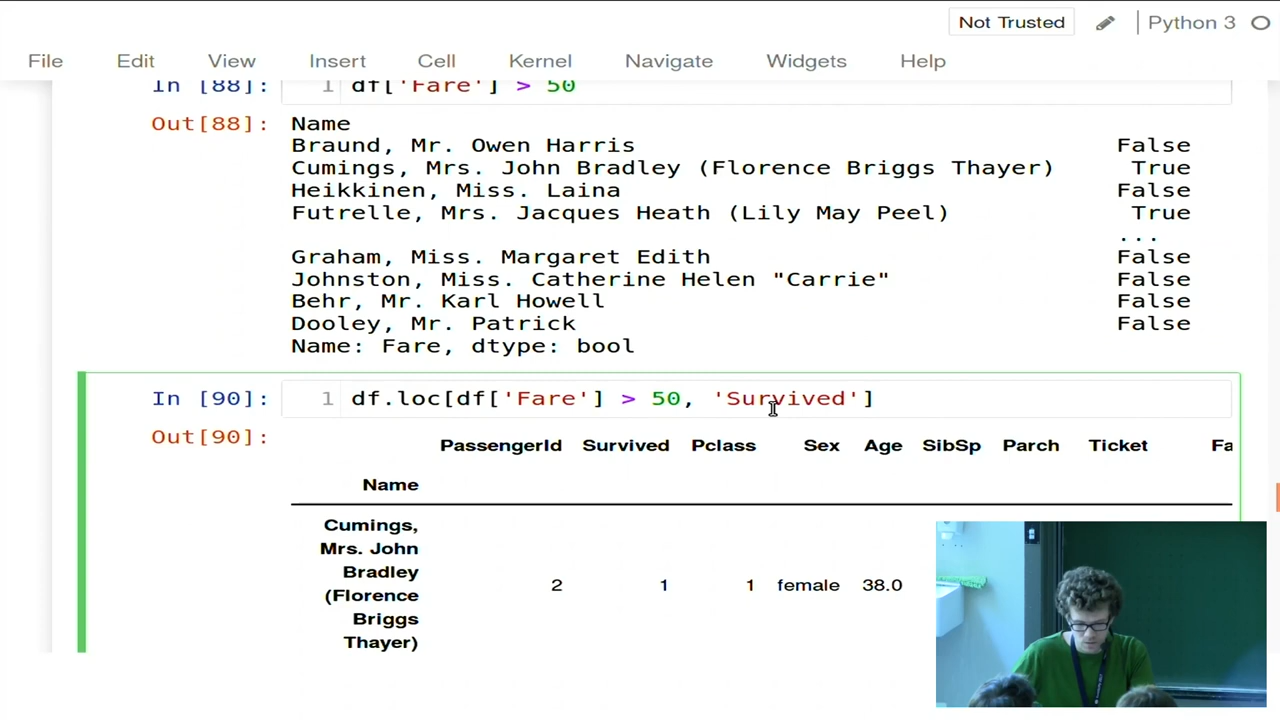 Not Trusted Python 3
File Edit View Insert Cell Kernel Navigate Widgets Help
In [88]: 1 df['Fare'] > 50
Out[88]: Name
Braund, Mr. Owen Harris False
Cumings, Mrs. John Bradley (Florence Briggs Thayer) True
Heikkinen, Miss. Laina False
Futrelle, Mrs. Jacques Heath (Lily May Peel) True
...
Graham, Miss. Margaret Edith False
Johnston, Miss. Catherine Helen "Carrie" False
Behr, Mr. Karl Howell False
Dooley, Mr. Patrick False
Name: Fare, dtype: bool
In [90]: 1 df.loc[df['Fare'] > 50, 'Survived']
Out[90]:
PassengerId Survived Pclass Sex Age SibSp Parch Ticket Fa
Name
Cumings,
Mrs. John
Bradley
(Florence
Briggs
Thayer)
2 1 1 female 38.0